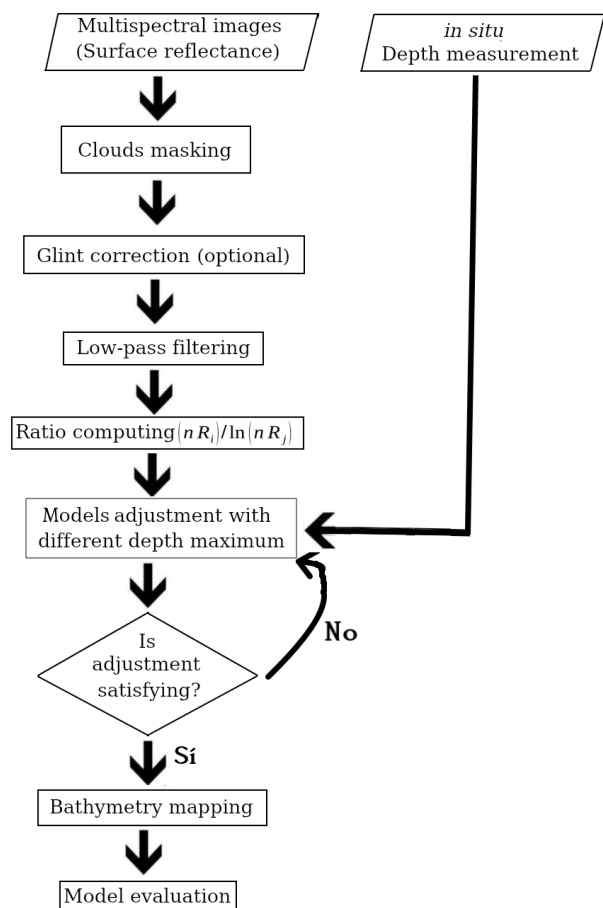 Multispectral images
(Surface reflectance)
in situ
Depth measurement
Clouds masking
Glint correction (optional)
Low-pass filtering
Ratio computing (n R_i)/ln(n R_j)
Models adjustment with
different depth maximum
Is
adjustment
satisfying?
No
Sí
Bathymetry mapping
Model evaluation